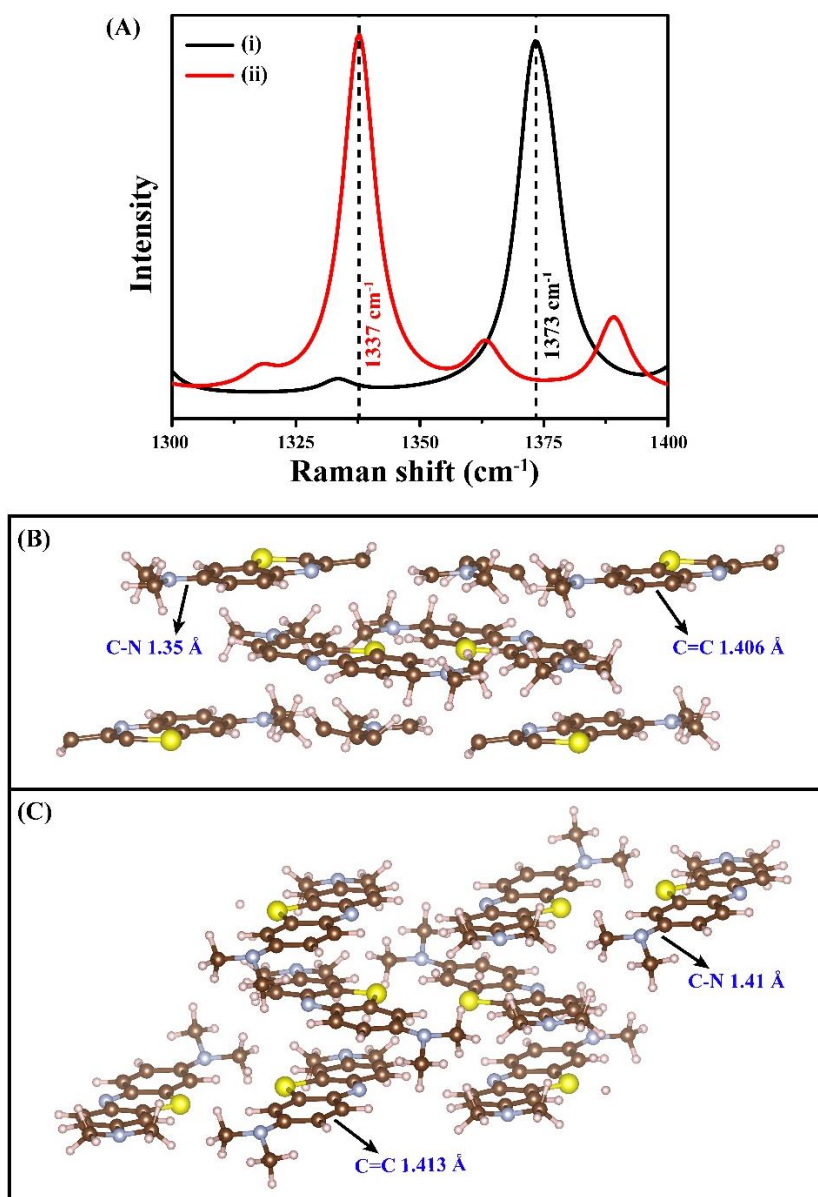 (A)
(i)
(ii)
Intensity
1337 cm⁻¹
1373 cm⁻¹
1300 1325 1350 1375 1400
Raman shift (cm⁻¹)
(B)
C-N 1.35 Å
C=C 1.406 Å
(C)
C-N 1.41 Å
C=C 1.413 Å